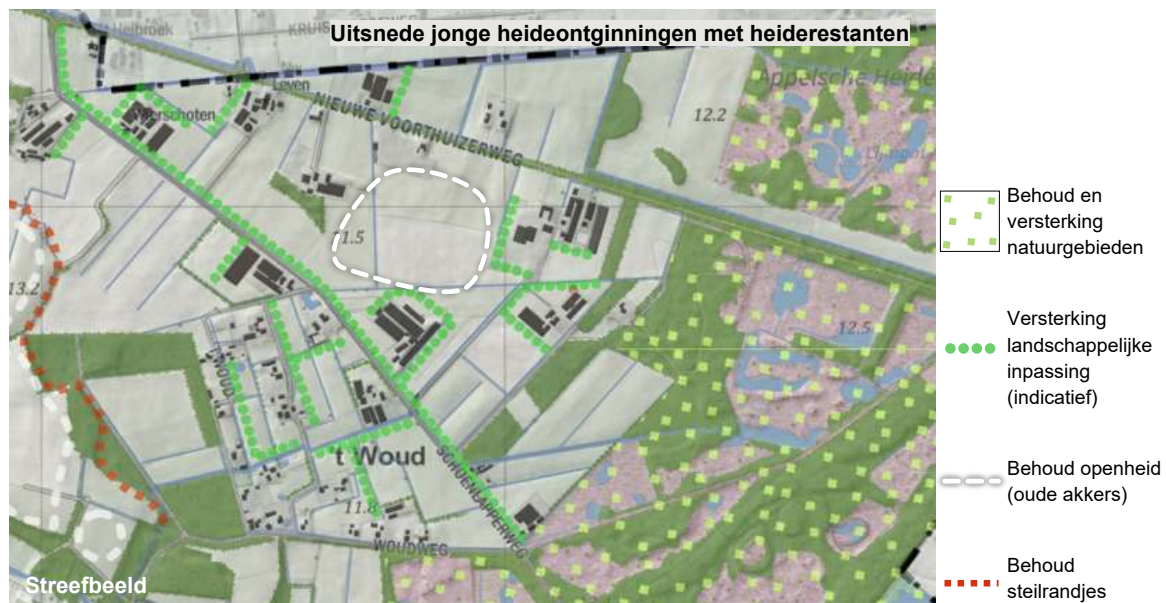 Uitsnede jonge heideontginningen met heiderestanten
Helbroek
Leven
NIEUWE VOORTHUIZERWEG
Appelsche Heide
12.2
11.5
13.2
12.5
WOUD
't Woud
SCHOENLAPPERWEG
11.8
WOUDWEG
Streefbeeld
Behoud en
versterking
natuurgebieden
Versterking
landschappelijke
inpassing
(indicatief)
Behoud openheid
(oude akkers)
Behoud
steilrandjes